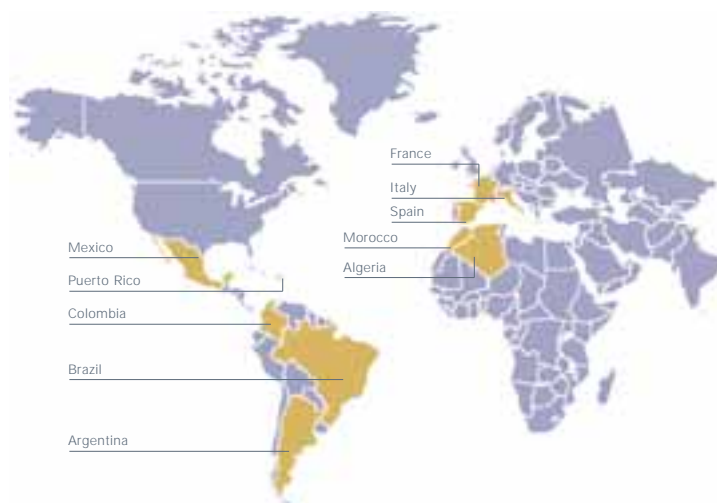 France
Italy
Spain
Morocco
Algeria
Mexico
Puerto Rico
Colombia
Brazil
Argentina